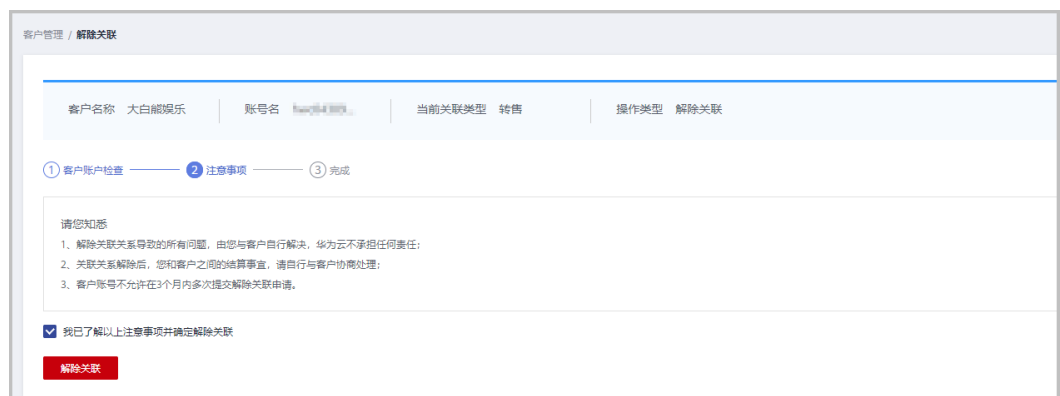 客户管理 / 解除关联
客户名称 大白熊娱乐 账号名 当前关联类型 转售 操作类型 解除关联
1 客户账户检查 2 注意事项 3 完成
请您知悉
1、解除关联关系导致的所有问题，由您与客户自行解决，华为云不承担任何责任；
2、关联关系解除后，您和客户之间的结算事宜，请自行与客户协商处理；
3、客户账号不允许在3个月内多次提交解除关联申请。
我已了解以上注意事项并确定解除关联
解除关联